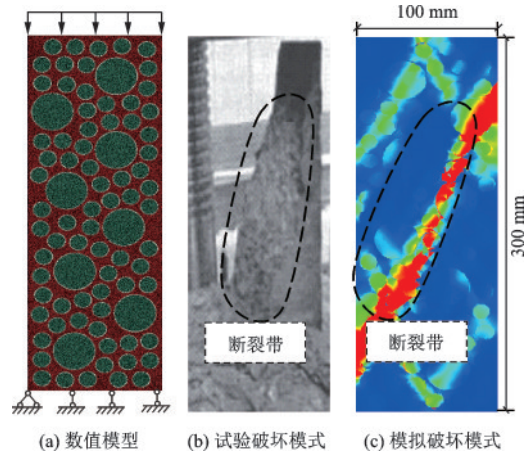 100 mm
300 mm
断裂带
断裂带
(a) 数值模型
(b) 试验破坏模式
(c) 模拟破坏模式